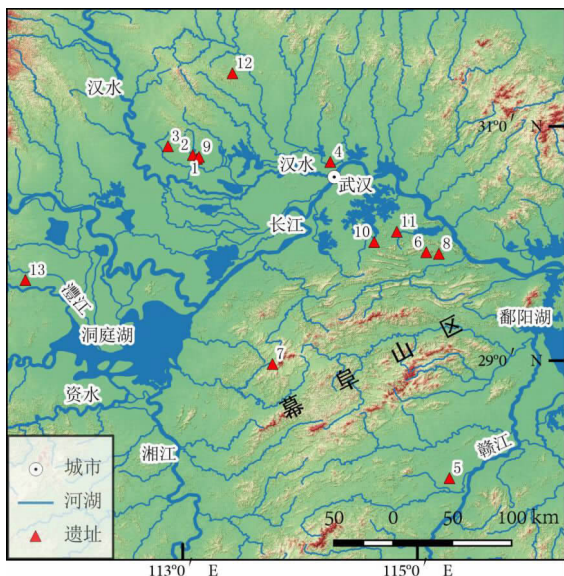 12
汉水
31°0′ N
3
2
9
1
汉水
4
武汉
长江
11
10
6
8
13
澧江
洞庭湖
鄱阳湖
7
幕阜山区
29°0′
资水
湘江
赣江
5
城市
河湖
遗址
50 0 50 100 km
113°0′ E
115°0′ E